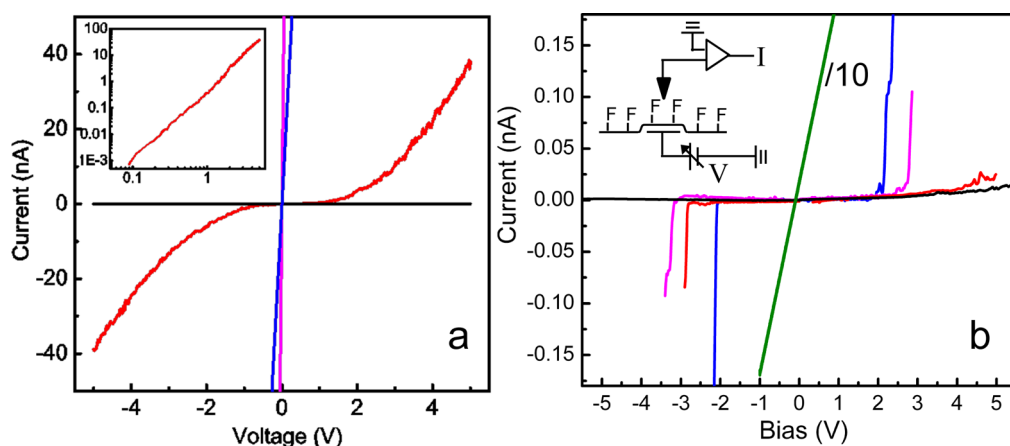 100
10
1
0.1
0.01
1E-3
0.1 1
40
20
0
-20
-40
-4 -2 0 2 4
Current (nA)
Voltage (V)
a
0.15
0.10
0.05
0.00
-0.05
-0.10
-0.15
-5 -4 -3 -2 -1 0 1 2 3 4 5
Current (nA)
Bias (V)
I
/10
F F F F F F
V
b